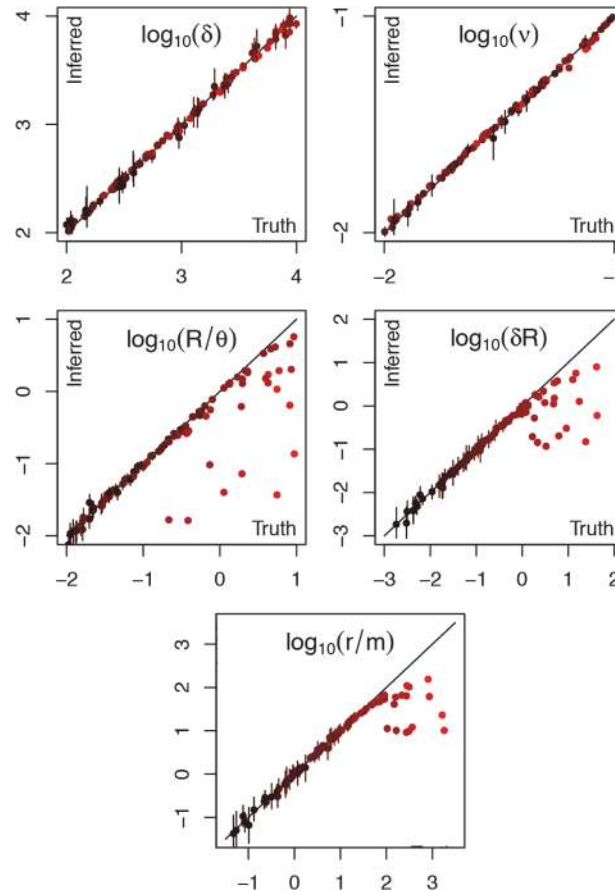 log₁₀(δ)
Inferred
4
3
2
Truth
2 3 4
log₁₀(ν)
Inferred
−1
−2
Truth
−2 −
log₁₀(R/θ)
Inferred
1
0
−1
−2
Truth
−2 −1 0 1
log₁₀(δR)
Inferred
2
1
0
−1
−2
−3
Truth
−3 −2 −1 0 1 2
log₁₀(r/m)
3
2
1
0
−1
−1 0 1 2 3